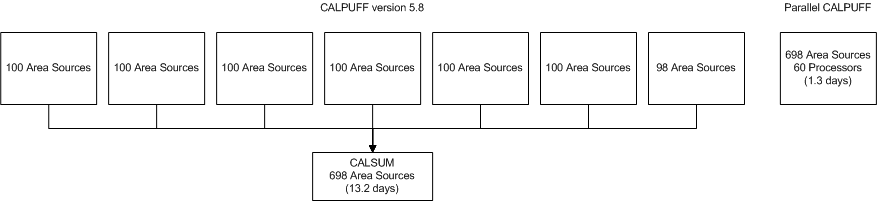 CALPUFF version 5.8
Parallel CALPUFF
100 Area Sources
100 Area Sources
100 Area Sources
100 Area Sources
100 Area Sources
100 Area Sources
98 Area Sources
698 Area Sources
60 Processors
(1.3 days)
CALSUM
698 Area Sources
(13.2 days)